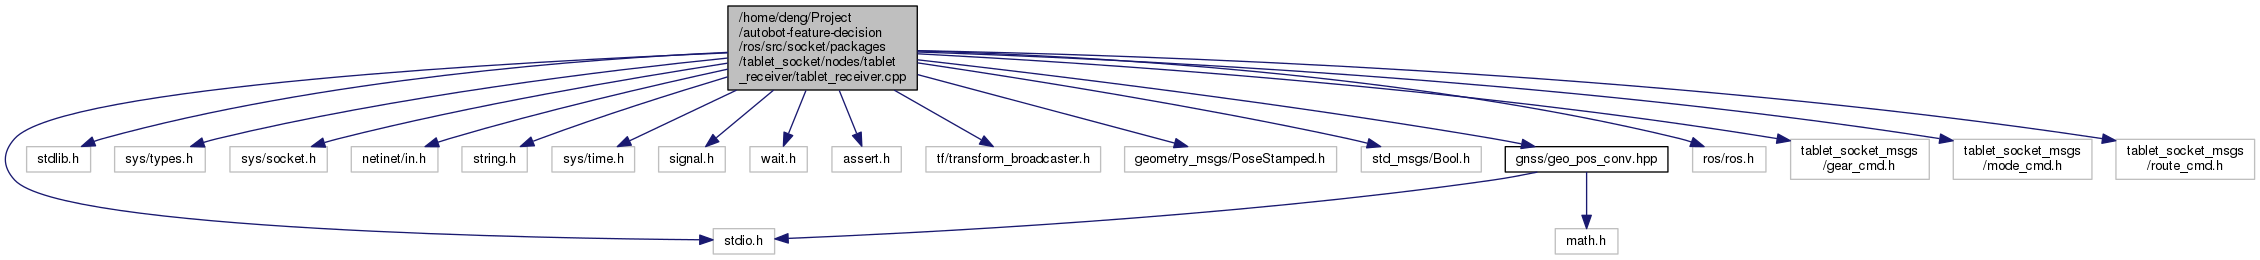 /home/deng/Project
/autobot-feature-decision
/ros/src/socket/packages
/tablet_socket/nodes/tablet
_receiver/tablet_receiver.cpp
stdlib.h
sys/types.h
sys/socket.h
netinet/in.h
string.h
sys/time.h
signal.h
wait.h
assert.h
tf/transform_broadcaster.h
geometry_msgs/PoseStamped.h
std_msgs/Bool.h
gnss/geo_pos_conv.hpp
ros/ros.h
tablet_socket_msgs
/gear_cmd.h
tablet_socket_msgs
/mode_cmd.h
tablet_socket_msgs
/route_cmd.h
stdio.h
math.h